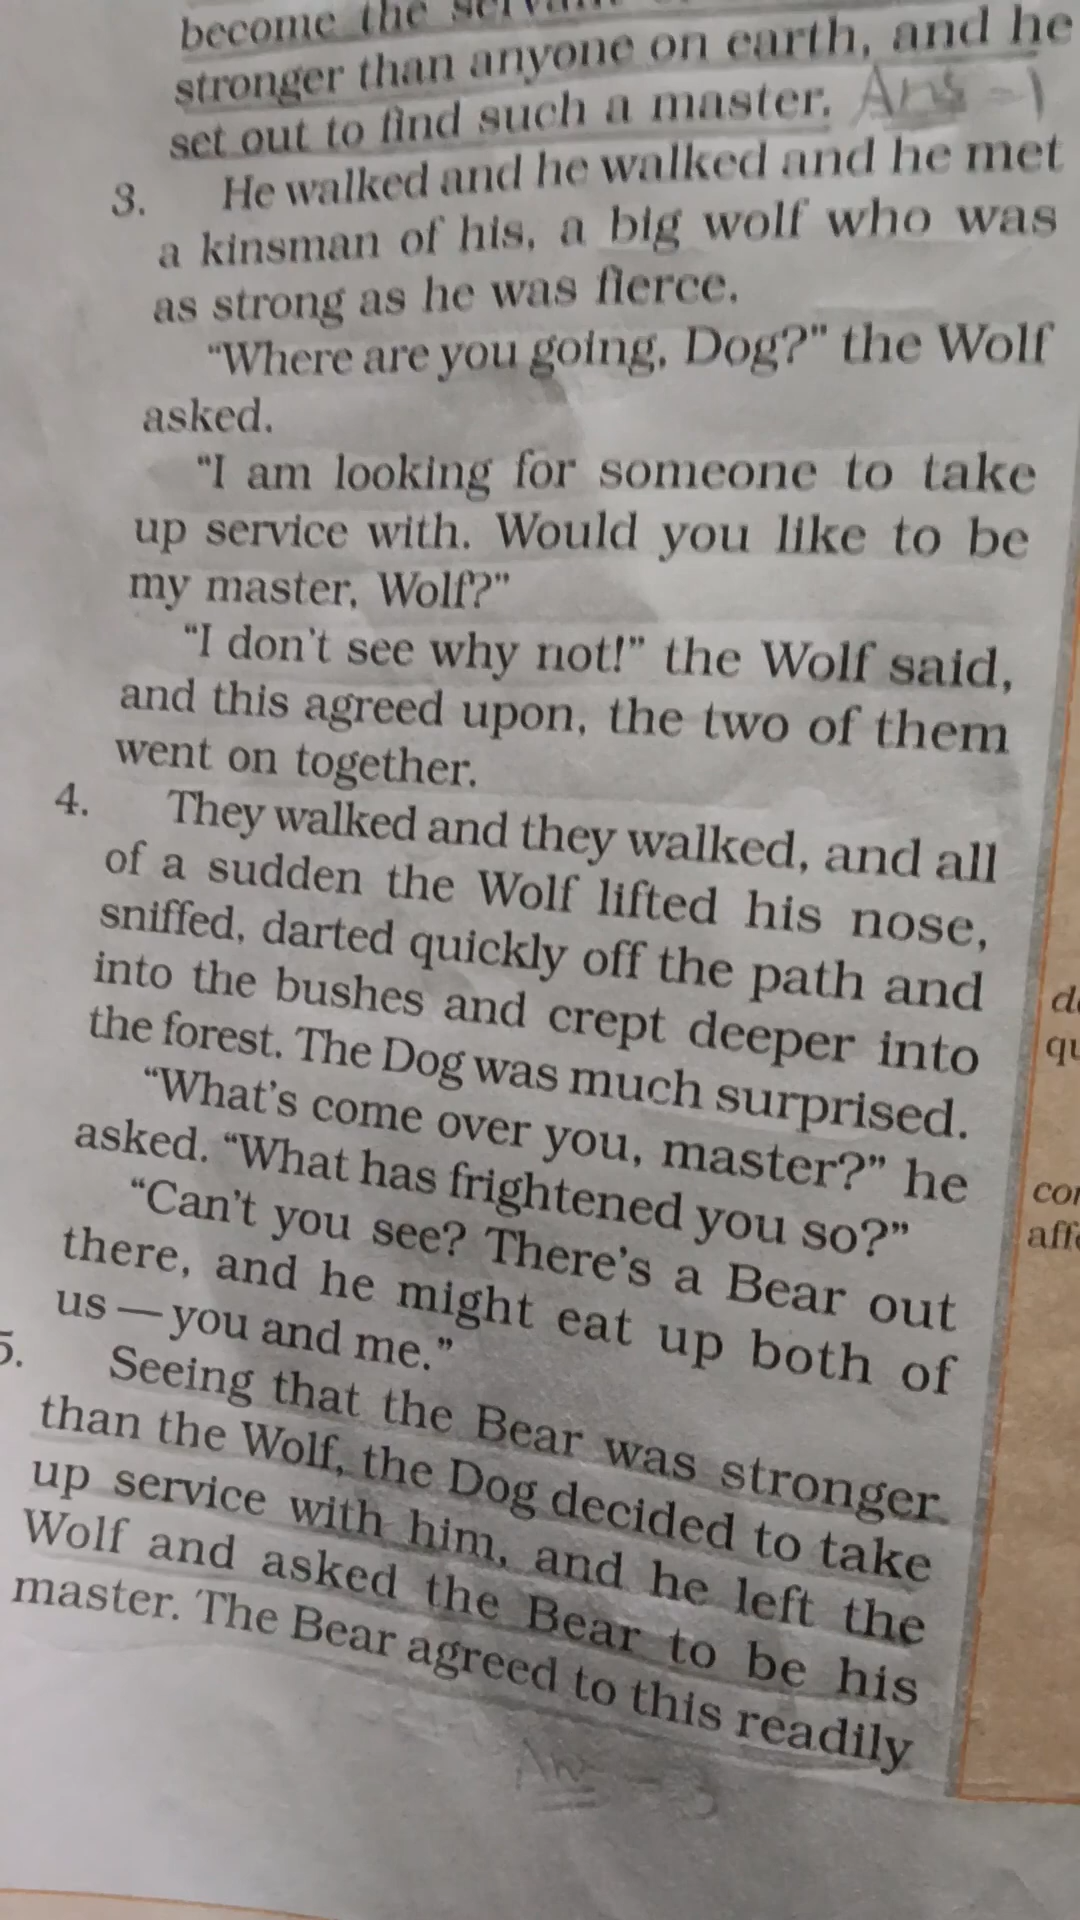 become the
stronger than anyone on earth, and he
set out to find such a master. Ans - 1
3. He walked and he walked and he met
a kinsman of his, a big wolf who was
as strong as he was fierce.
“Where are you going, Dog?” the Wolf
asked.
“I am looking for someone to take
up service with. Would you like to be
my master, Wolf?”
“I don't see why not!” the Wolf said,
and this agreed upon, the two of them
went on together.
4. They walked and they walked, and all
of a sudden the Wolf lifted his nose,
sniffed, darted quickly off the path and
into the bushes and crept deeper into
the forest. The Dog was much surprised.
“What's come over you, master?” he
asked. “What has frightened you so?”
“Can't you see? There's a Bear out
there, and he might eat up both of
us — you and me.”
5. Seeing that the Bear was stronger
than the Wolf, the Dog decided to take
up service with him, and he left the
Wolf and asked the Bear to be his
master. The Bear agreed to this readily
Ans - 3